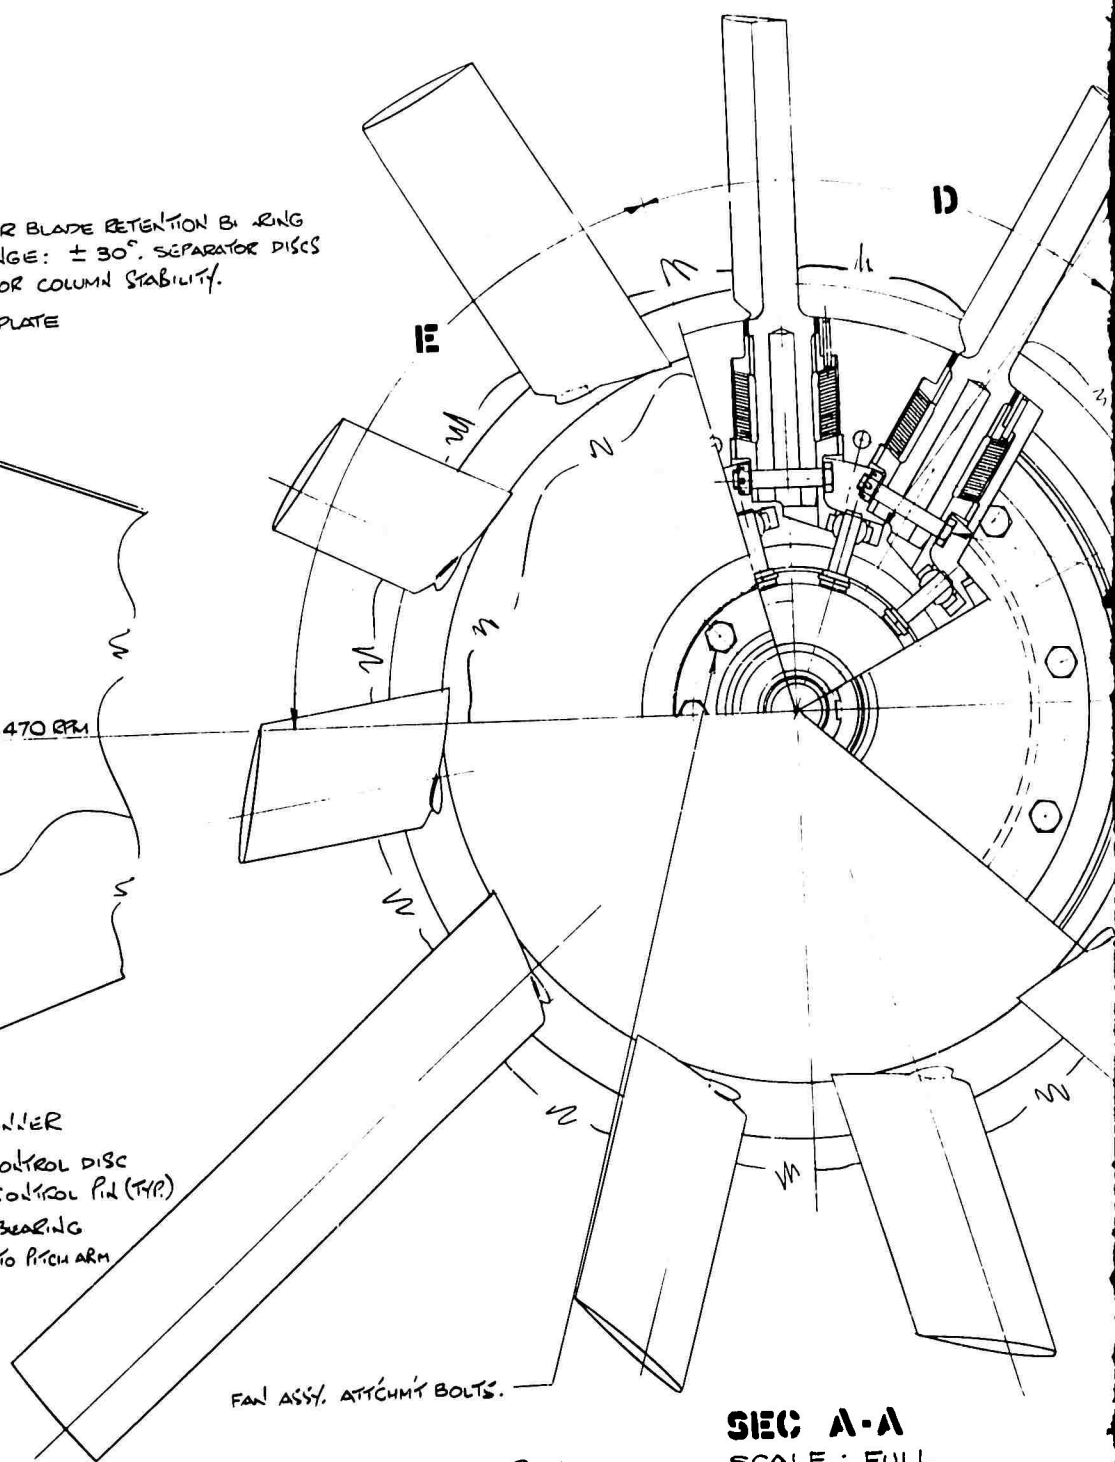 R BLADE RETENTION B RING
NGE: ± 30°. SEPARATOR DISCS
OR COLUMN STABILITY.
PLATE
D
E
470 RPM
NNER
ONTROL DISC
CONTROL PIN (TYP.)
BEARING
TO PITCH ARM
FAN ASSY. ATTCHM'T BOLTS.
SEC A-A
SCALE : FULL